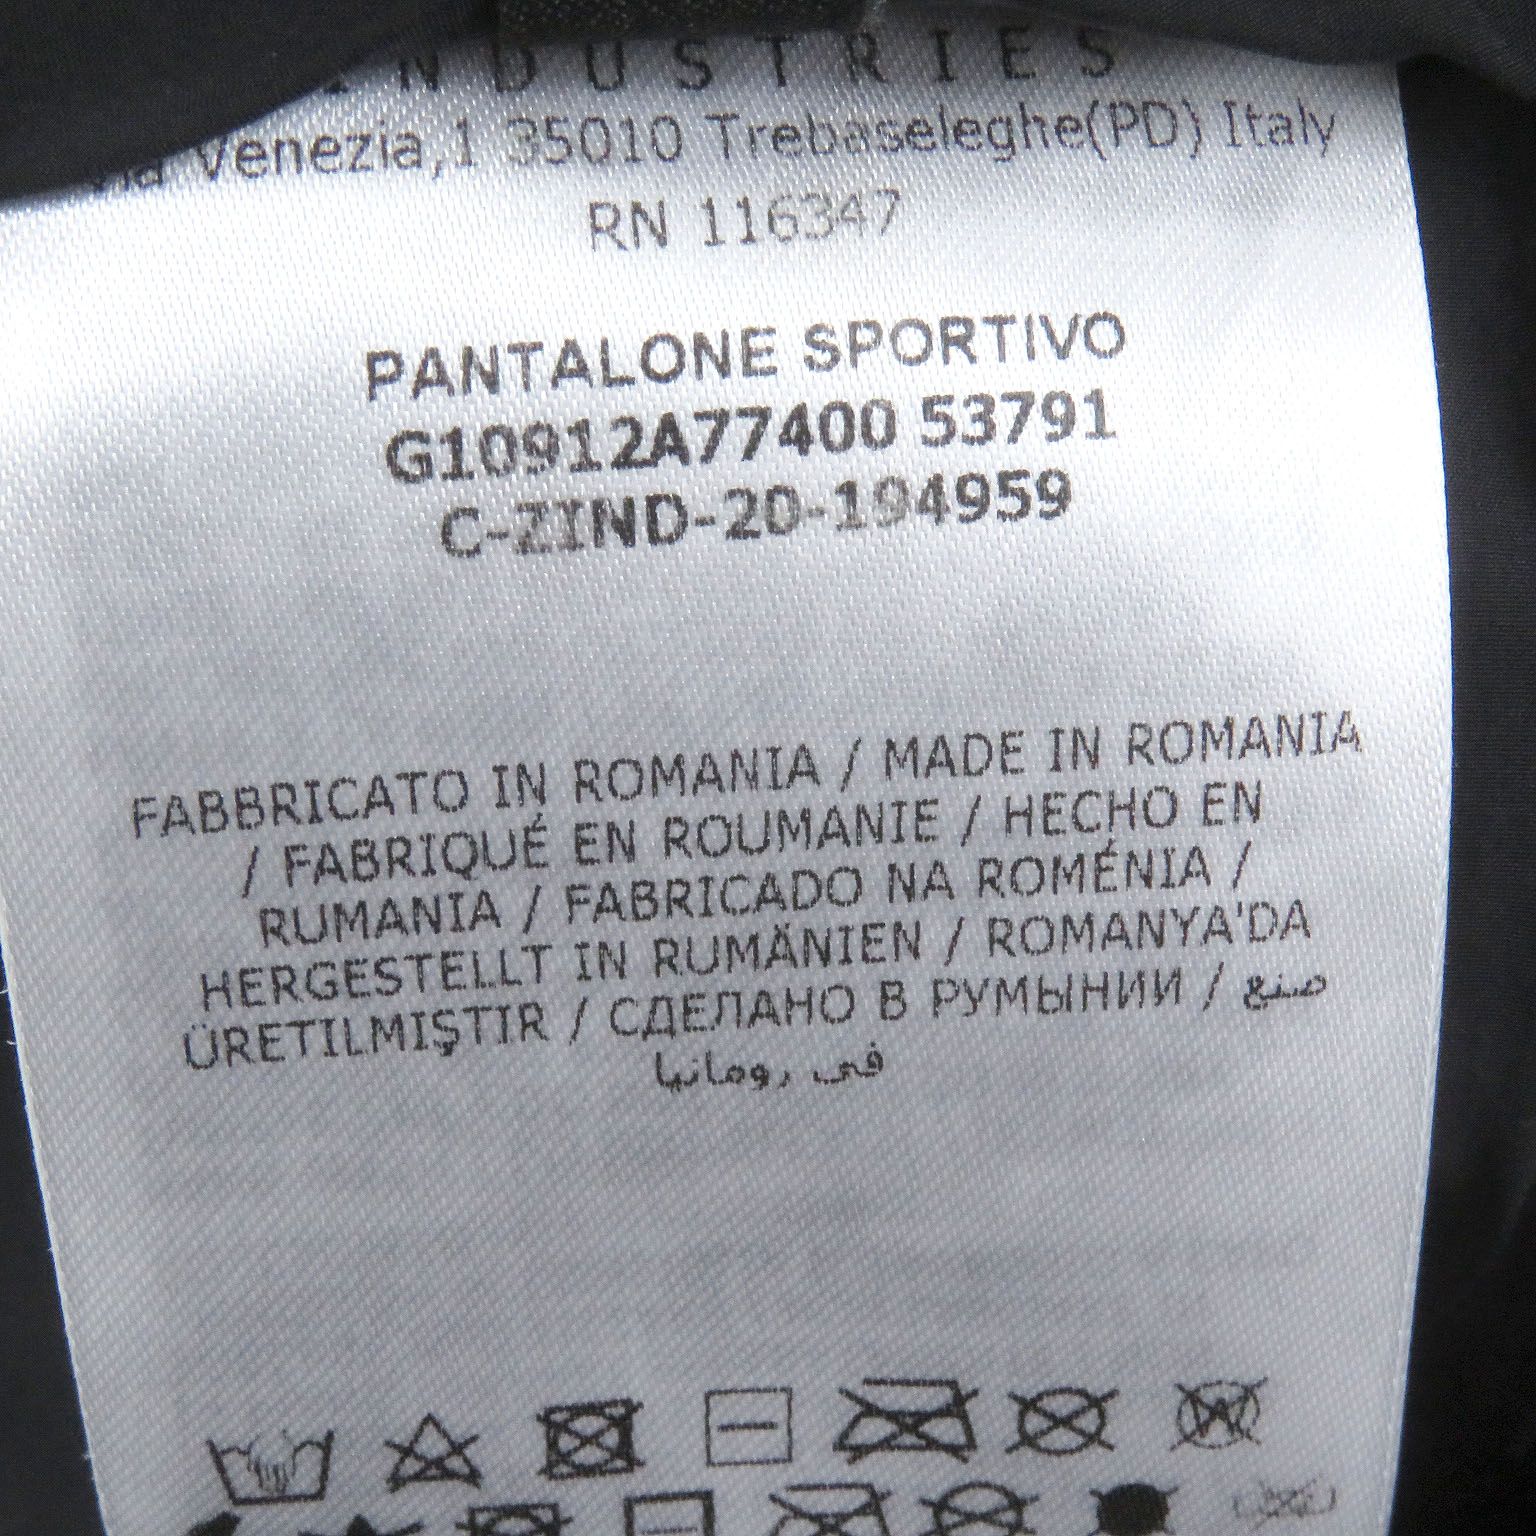 INDUSTRIES
Via Venezia,1 35010 Trebaseleghe(PD) Italy
RN 116347
PANTALONE SPORTIVO
G10912A77400 53791
C-ZIND-20-194959
FABBRICATO IN ROMANIA / MADE IN ROMANIA
/ FABRIQUÉ EN ROUMANIE / HECHO EN
RUMANIA / FABRICADO NA ROMÉNIA /
HERGESTELLT IN RUMÄNIEN / ROMANYA'DA
ÜRETILMIŞTIR / СДЕЛАНО В РУМЫНИИ / صنع
في رومانيا
W